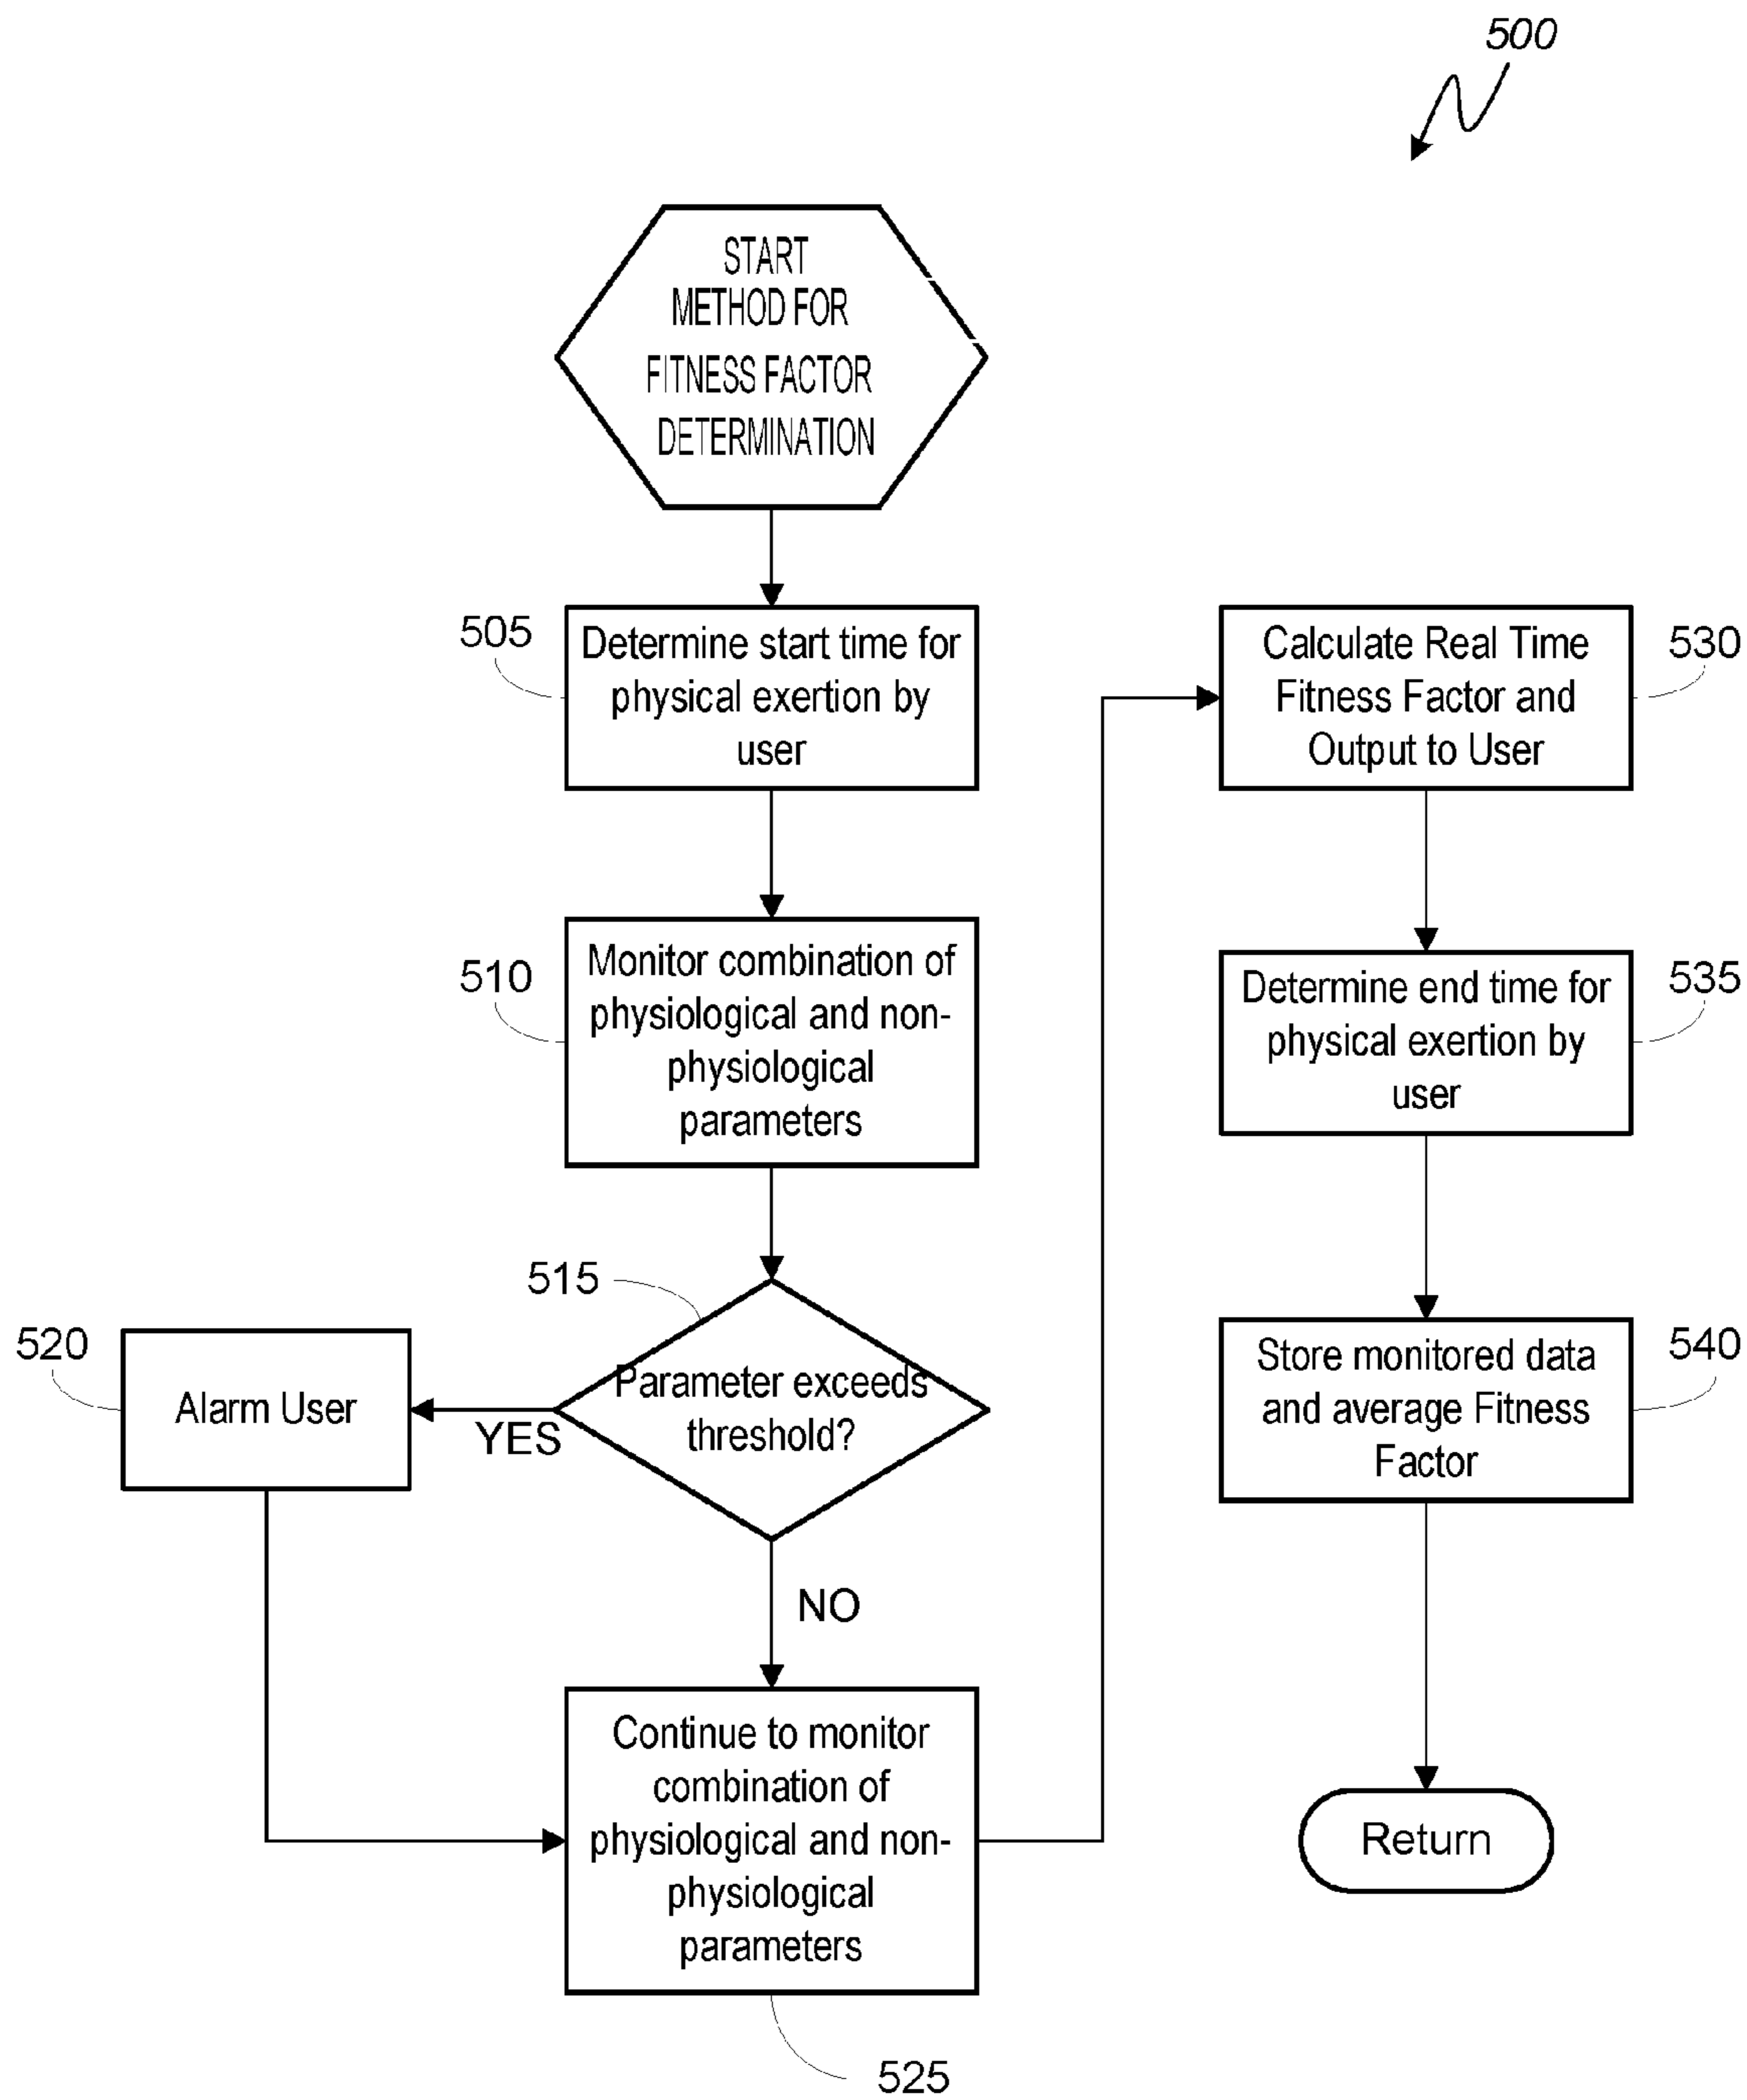 500
START
METHOD FOR
FITNESS FACTOR
DETERMINATION
505
Determine start time for
physical exertion by
user
510
Monitor combination of
physiological and non-
physiological
parameters
515
Parameter exceeds
threshold?
YES
520
Alarm User
NO
Continue to monitor
combination of
physiological and non-
physiological
parameters
525
Calculate Real Time
Fitness Factor and
Output to User
530
Determine end time for
physical exertion by
user
535
Store monitored data
and average Fitness
Factor
540
Return